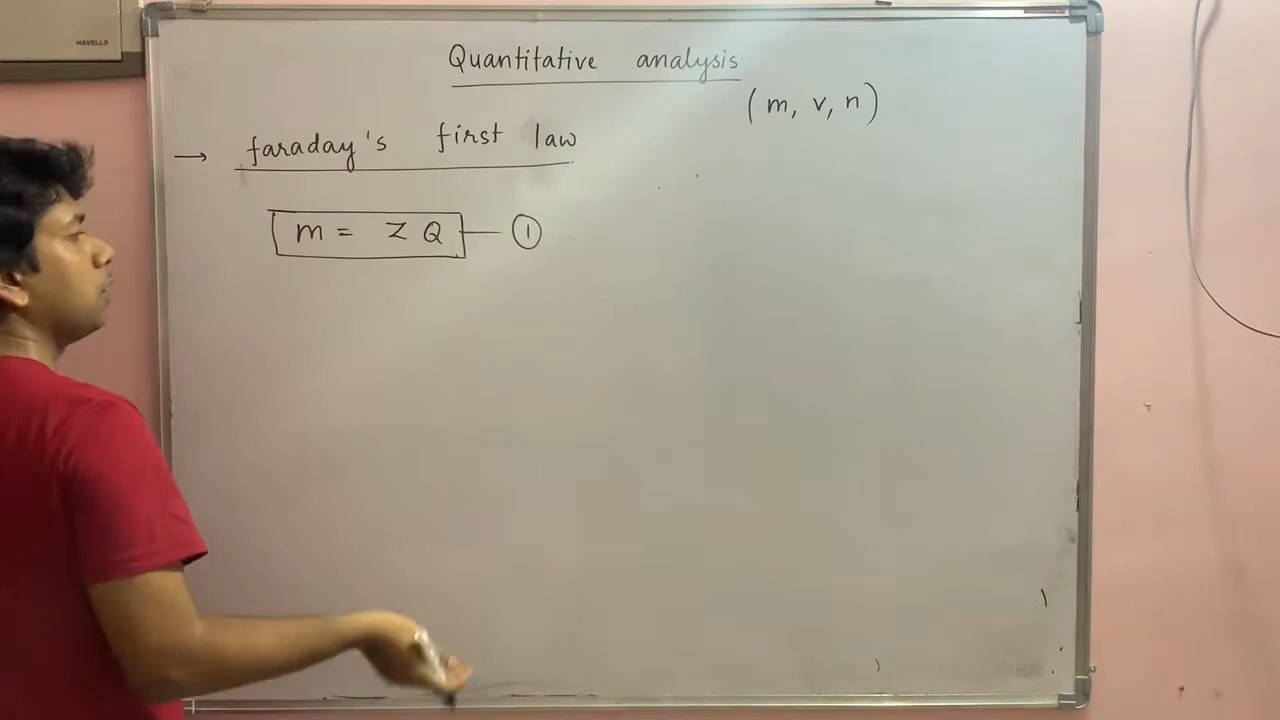 HAVELLS
Quantitative analysis
(m, v, n)
→ faraday's first law
m = Z Q — ①